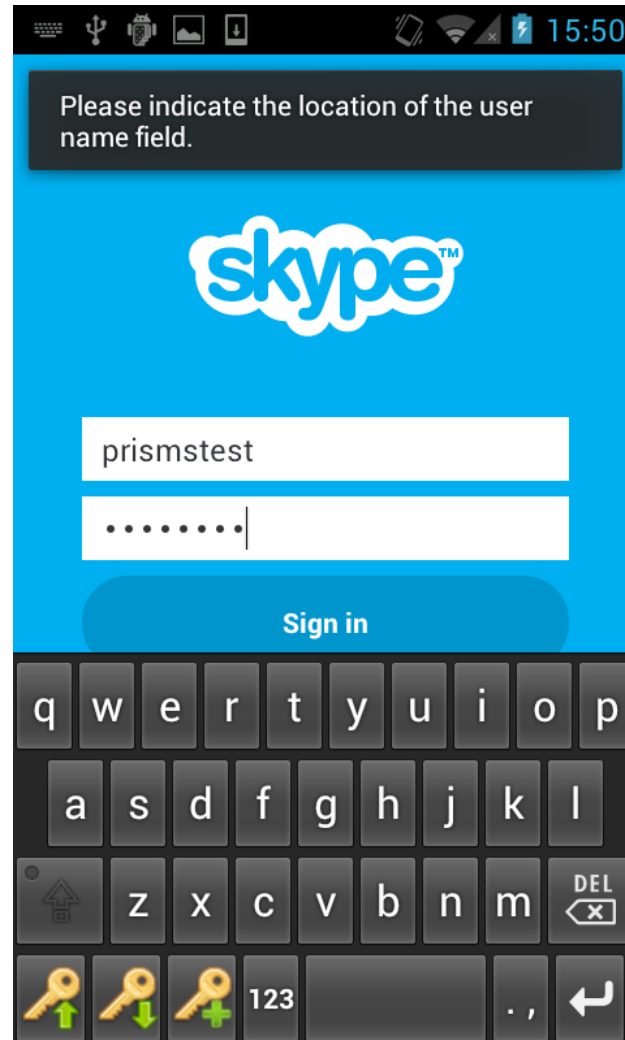 15:50
Please indicate the location of the user
name field.
skype™
prismstest
••••••••
Sign in
q w e r t y u i o p
a s d f g h j k l
z x c v b n m DEL
123 . ,